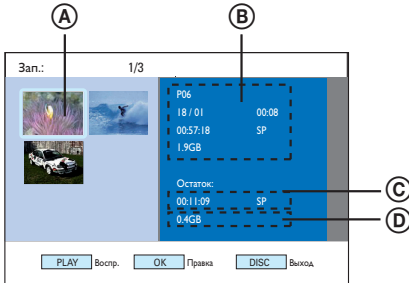 A
B
Зап.: 1/3
P06
18 / 01 00:08
00:57:18 SP
1.9GB
Остаток:
00:11:09 SP
C
0.4GB
D
PLAY Воспр. OK Правка DISC Выход